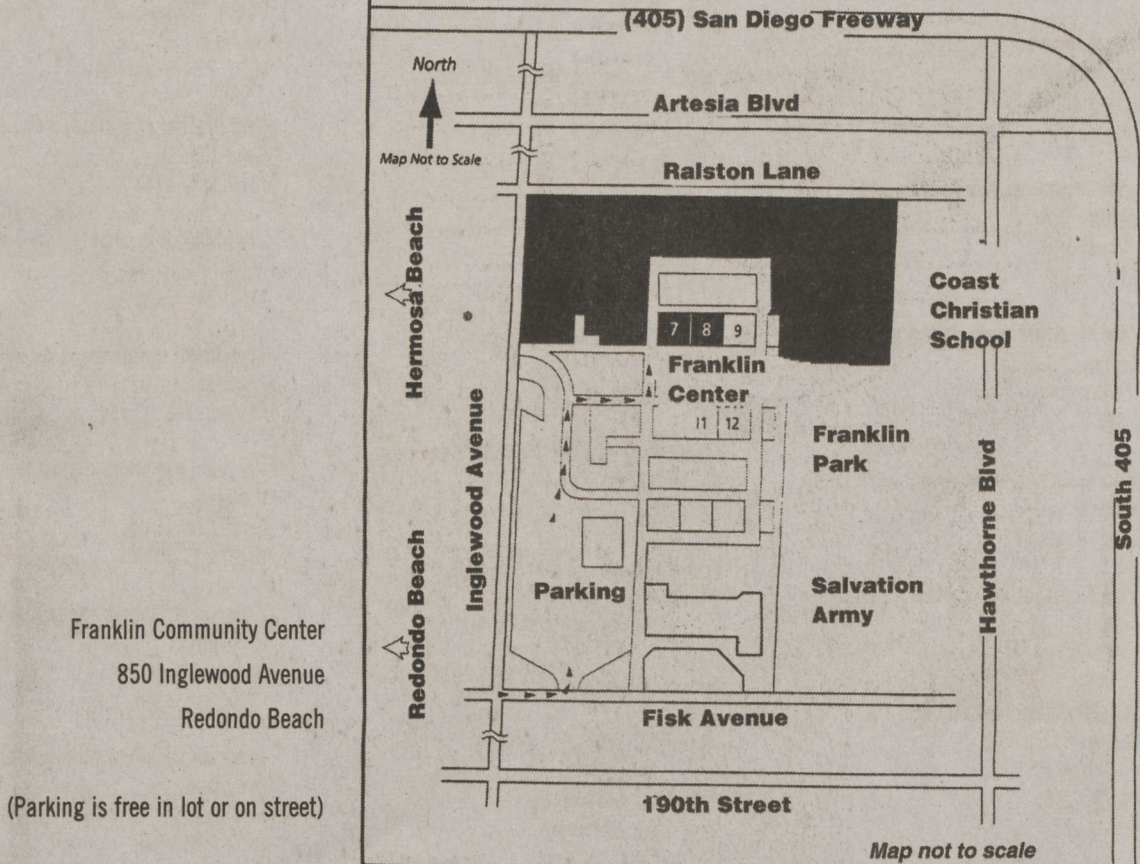 (405) San Diego Freeway
North
Map Not to Scale
Artesia Blvd
Ralston Lane
Hermosa Beach
Coast
Christian
School
7 8 9
Franklin
Center
11 12
Franklin
Park
Inglewood Avenue
Hawthorne Blvd
South 405
Redondo Beach
Parking
Salvation
Army
Franklin Community Center
850 Inglewood Avenue
Redondo Beach
Fisk Avenue
(Parking is free in lot or on street)
190th Street
Map not to scale